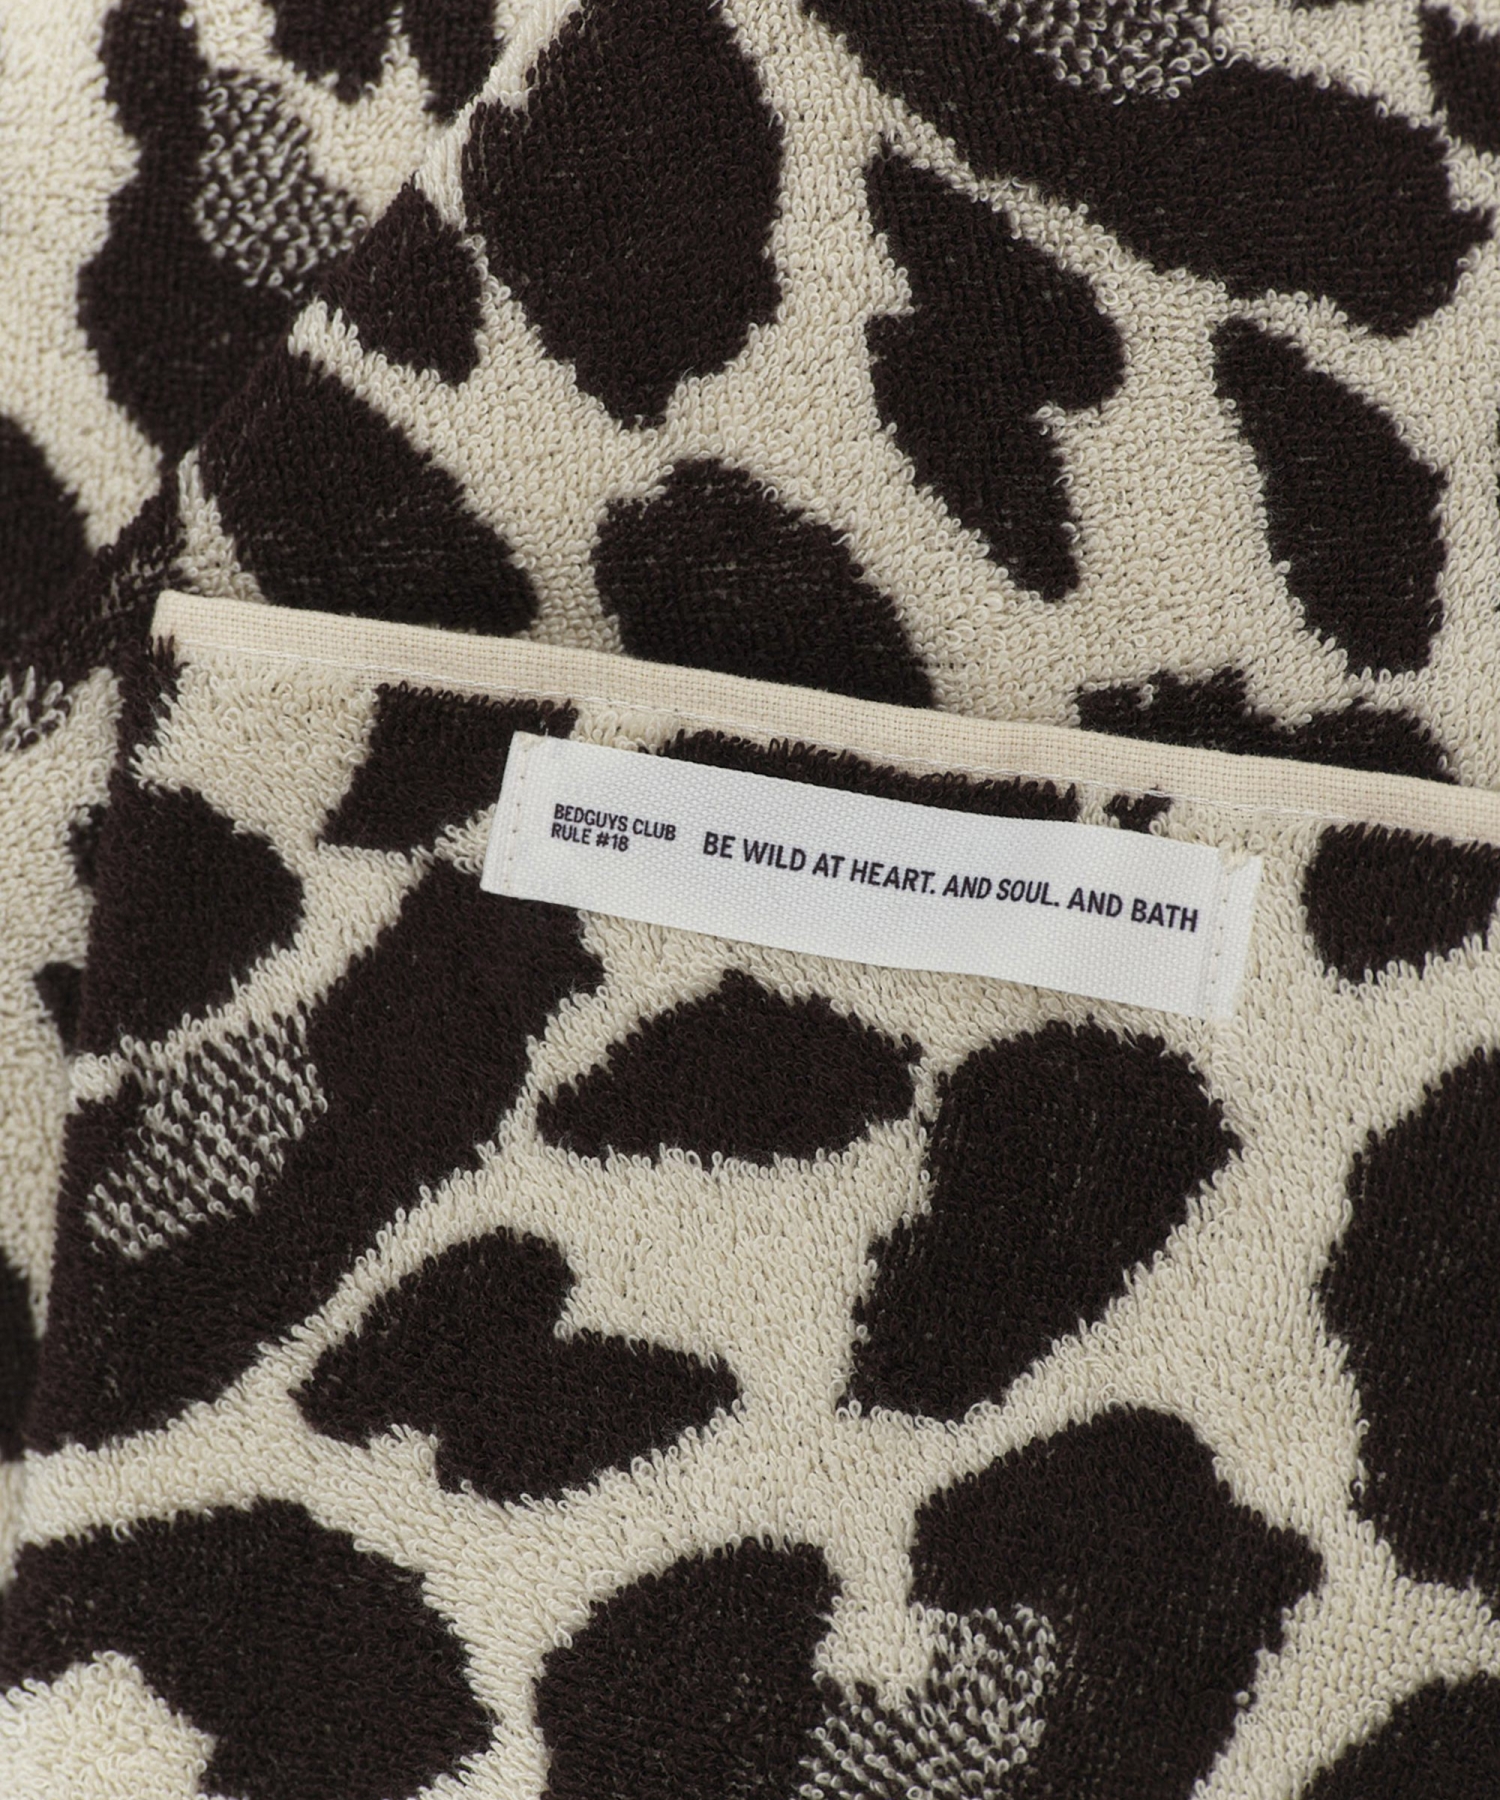 BEDGUYS CLUB
RULE #18
BE WILD AT HEART. AND SOUL. AND BATH